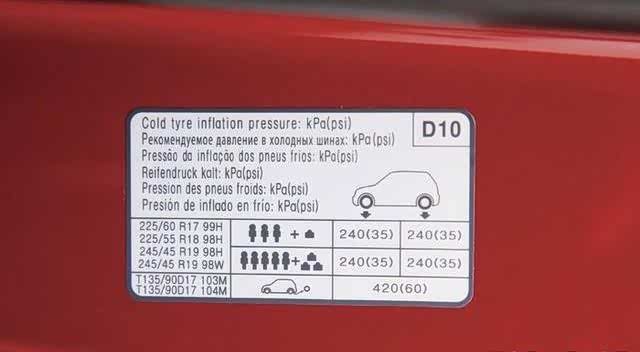 Cold tyre inflation pressure: kPa(psi)
D10
Рекомендуемое давление в холодных шинах: kPa(psi)
Pressão da inflação dos pneus frios: kPa(psi)
Reifendruck kalt: kPa(psi)
Pression des pneus froids: kPa(psi)
Presión de inflado en frío: kPa(psi)
225/60 R17 99H
225/55 R18 98H
245/45 R19 98H
245/45 R19 98W
+ 240(35) 240(35)
+ 240(35) 240(35)
T135/90D17 103M
T135/90D17 104M
420(60)